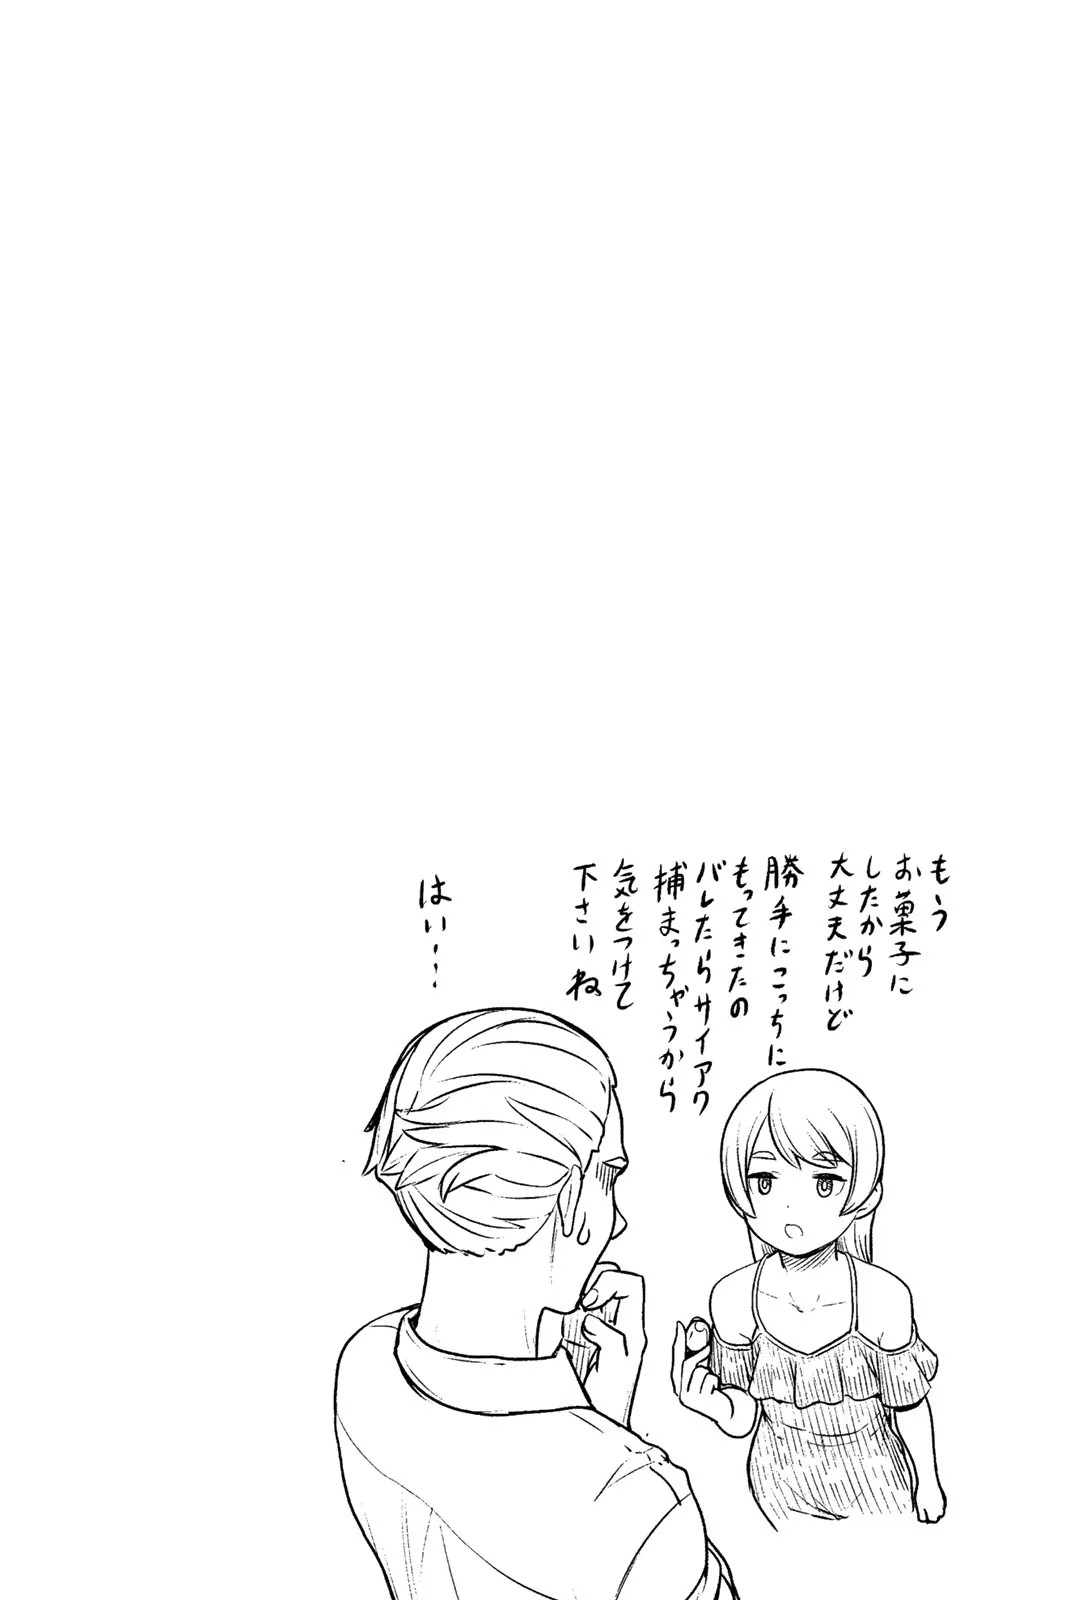 もう
お菓子に
したから
大丈夫だけど
勝手にこっちに
もってきたの
バレたらサイアク
捕まっちゃうから
気をつけて
下さいね
はい…